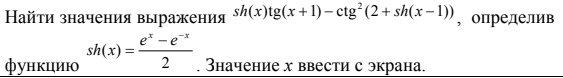 Найти значения выражения sh(x)tg(x+1)−ctg²(2+sh(x−1)), определив
функцию sh(x) = (eˣ − e⁻ˣ)/2. Значение x ввести с экрана.